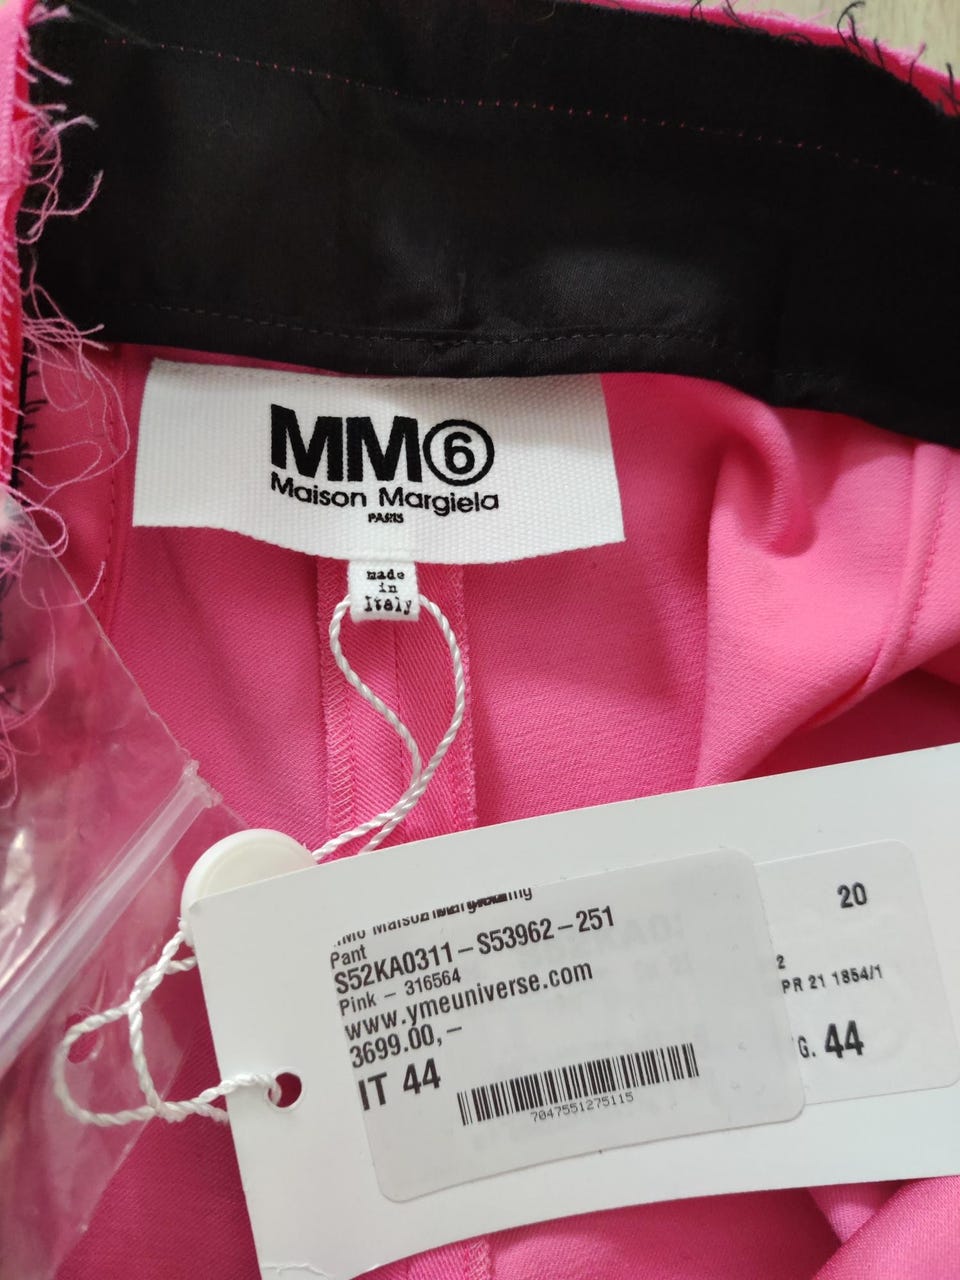 MM6
Maison Margiela
PARIS
made
in
Italy
Pant
S52KA0311-S53962-251
Pink - 316564
www.ymeuniverse.com
3699.00,-
IT 44
7047551275115
20
2
PR 21 1854/1
G. 44